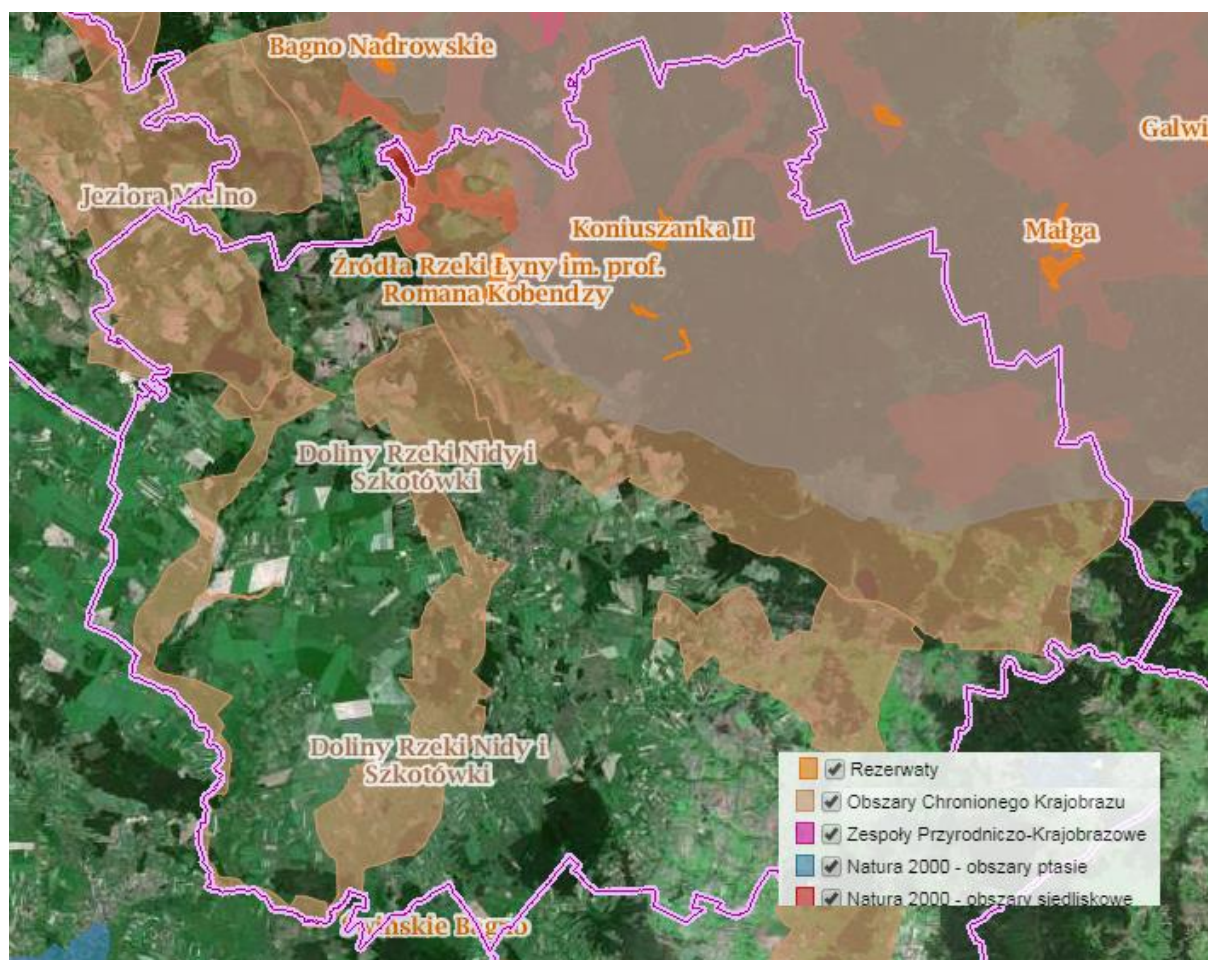 Bagno Nadrowskie
Galwi
Jeziora Mielno
Koniuszanka II
Małga
Źródła Rzeki Łyny im. prof.
Romana Kobendzy
Doliny Rzeki Nidy i
Szkotówki
Doliny Rzeki Nidy i
Szkotówki
Rezerwaty
Obszary Chronionego Krajobrazu
Zespoły Przyrodniczo-Krajobrazowe
Natura 2000 - obszary ptasie
Natura 2000 - obszary siedliskowe
Świńskie Bagno